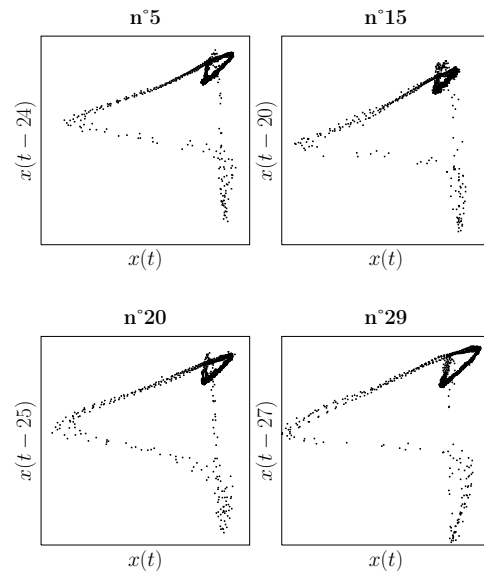 n°5
x(t − 24)
x(t)
n°15
x(t − 20)
x(t)
n°20
x(t − 25)
x(t)
n°29
x(t − 27)
x(t)